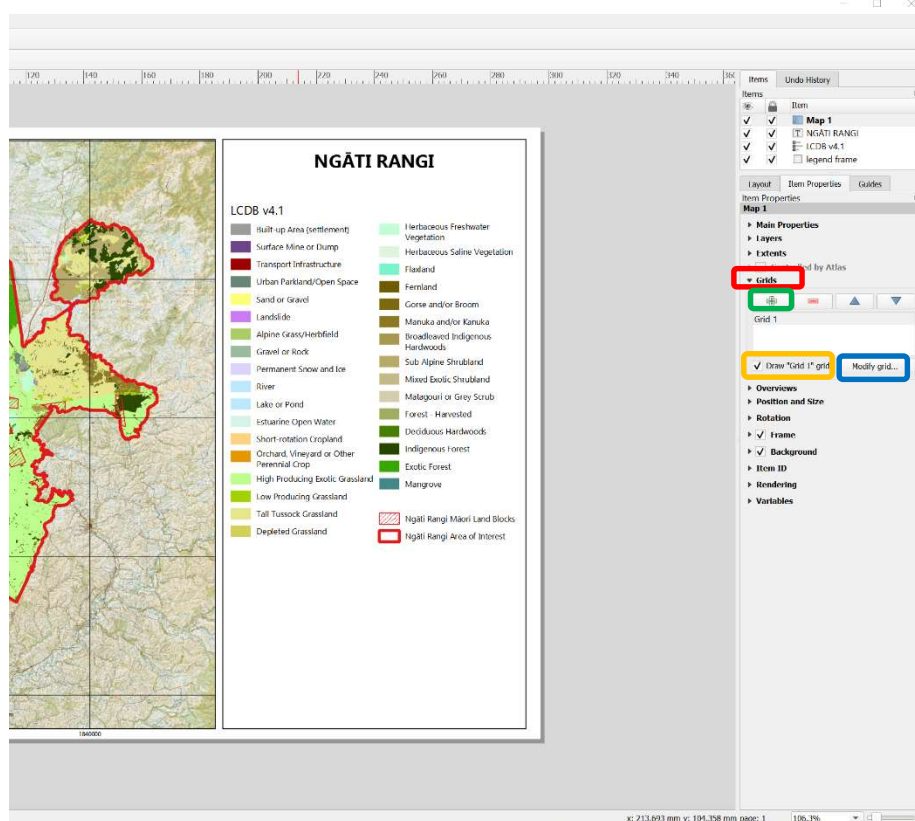 120 140 160 180 200 220 240 260 280 300 320 340 36
Items Undo History
Items
Item
Map 1
NGĀTI RANGI
LCDB v4.1
legend frame
Layout Item Properties Guides
Item Properties
Map 1
Main Properties
Layers
Extents
Controlled by Atlas
Grids
Grid 1
Draw "Grid 1" grid Modify grid...
Overviews
Position and Size
Rotation
Frame
Background
Item ID
Rendering
Variables
NGĀTI RANGI
LCDB v4.1
Built-up Area (settlement)
Surface Mine or Dump
Transport Infrastructure
Urban Parkland/Open Space
Sand or Gravel
Landslide
Alpine Grass/Herbfield
Gravel or Rock
Permanent Snow and Ice
River
Lake or Pond
Estuarine Open Water
Short-rotation Cropland
Orchard, Vineyard or Other
Perennial Crop
High Producing Exotic Grassland
Low Producing Grassland
Tall Tussock Grassland
Depleted Grassland
Herbaceous Freshwater
Vegetation
Herbaceous Saline Vegetation
Flaxland
Fernland
Gorse and/or Broom
Manuka and/or Kanuka
Broadleaved Indigenous
Hardwoods
Sub Alpine Shrubland
Mixed Exotic Shrubland
Matagouri or Grey Scrub
Forest - Harvested
Deciduous Hardwoods
Indigenous Forest
Exotic Forest
Mangrove
Ngāti Rangi Māori Land Blocks
Ngāti Rangi Area of Interest
1840000
x: 213.693 mm y: 104.358 mm page: 1 106.3%